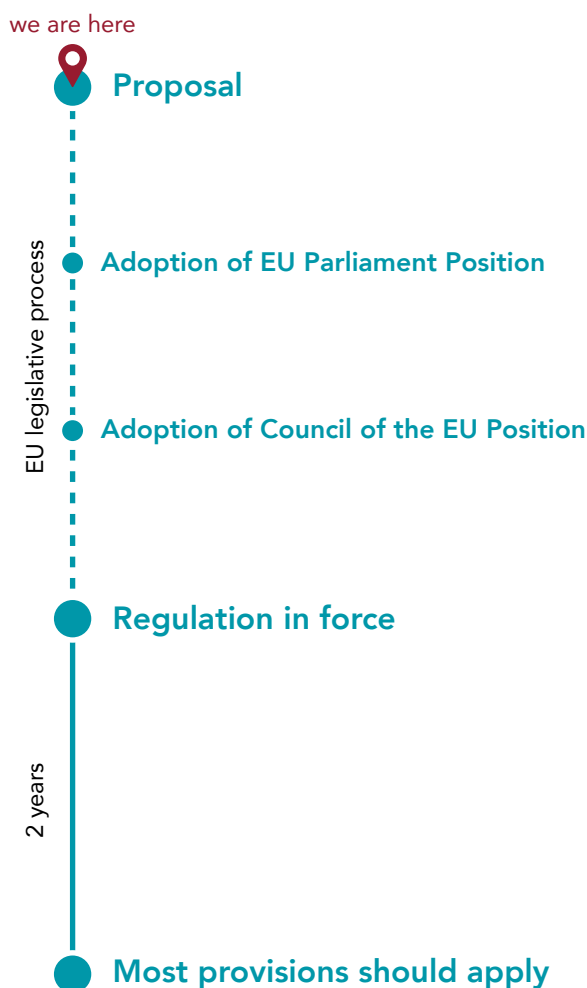 we are here
Proposal
EU legislative process
Adoption of EU Parliament Position
Adoption of Council of the EU Position
Regulation in force
2 years
Most provisions should apply